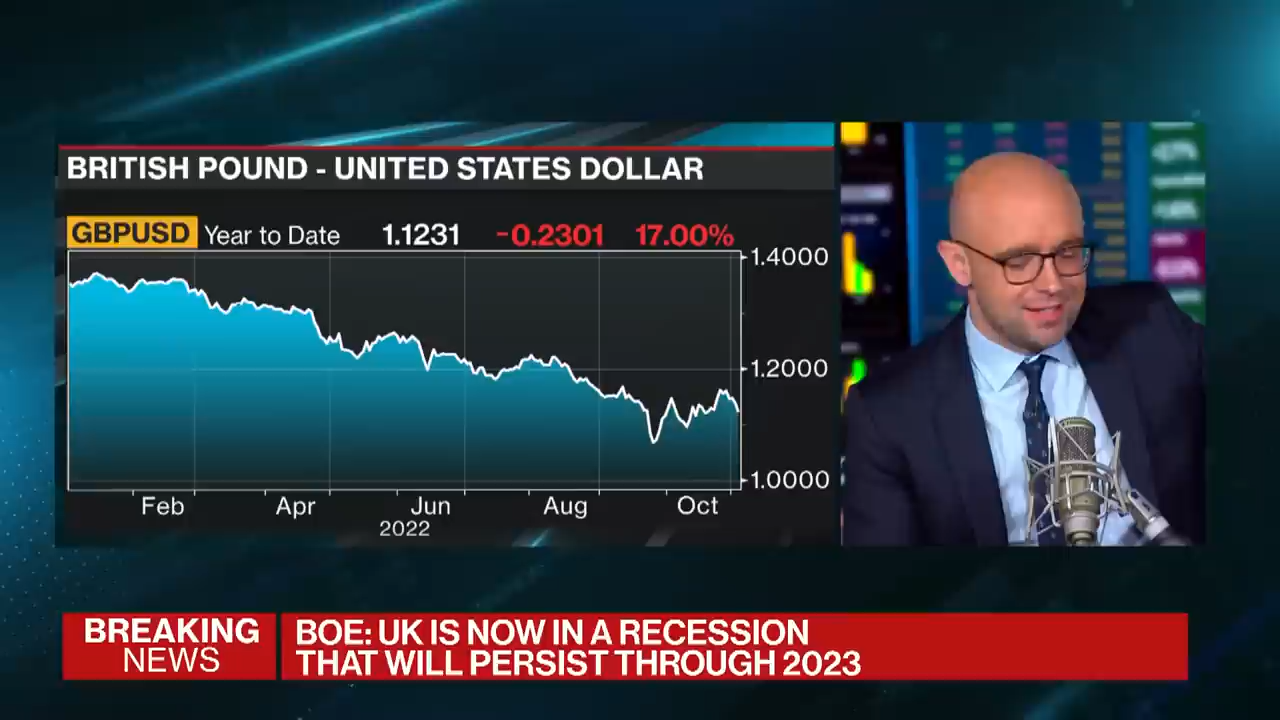 BRITISH POUND - UNITED STATES DOLLAR
GBPUSD Year to Date 1.1231 -0.2301 17.00%
1.4000
1.2000
1.0000
Feb Apr Jun Aug Oct
2022
BREAKING NEWS
BOE: UK IS NOW IN A RECESSION
THAT WILL PERSIST THROUGH 2023